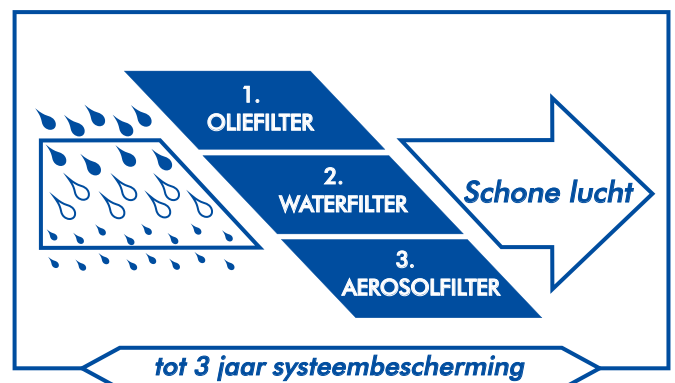 1.
OLIEFILTER
2.
WATERFILTER
3.
AEROSOLFILTER
Schone lucht
tot 3 jaar systeembescherming